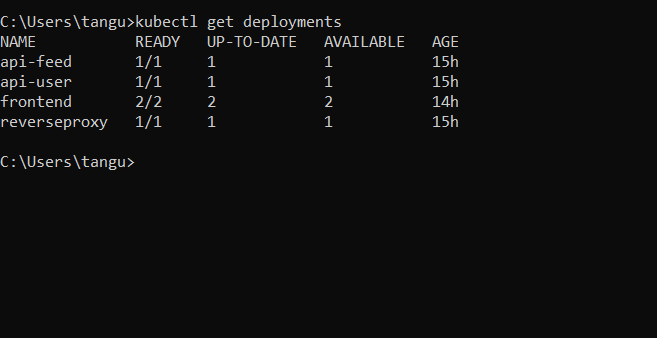 C:\Users\tangu>kubectl get deployments
NAME           READY   UP-TO-DATE   AVAILABLE   AGE
api-feed       1/1     1            1           15h
api-user       1/1     1            1           15h
frontend       2/2     2            2           14h
reverseproxy   1/1     1            1           15h
C:\Users\tangu>